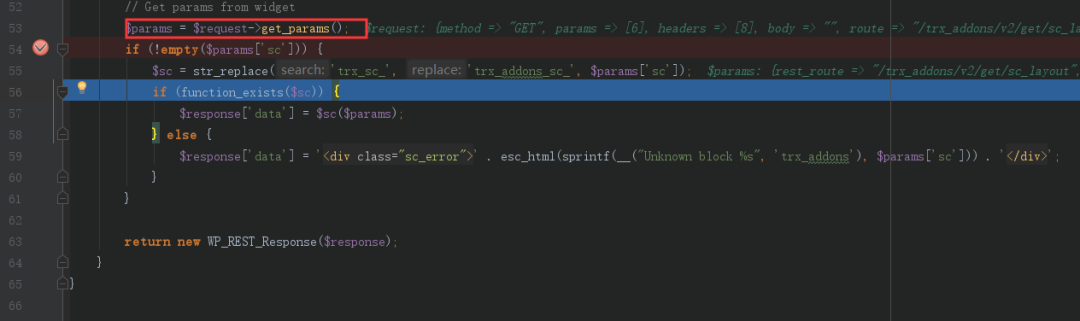 52 // Get params from widget
53 $params = $request->get_params(); $request: {method => "GET", params => [6], headers => [8], body => "", route => "/trx_addons/v2/get/sc_la
54 if (!empty($params['sc'])) {
55 $sc = str_replace( search: 'trx_sc_', replace: 'trx_addons_sc_', $params['sc']); $params: {rest_route => "/trx_addons/v2/get/sc_layout",
56 if (function_exists($sc)) {
57 $response['data'] = $sc($params);
58 } else {
59 $response['data'] = '<div class="sc_error">' . esc_html(sprintf(__("Unknown block %s", 'trx_addons'), $params['sc'])) . '</div>';
60 }
61 }
62
63 return new WP_REST_Response($response);
64 }
65 }
66